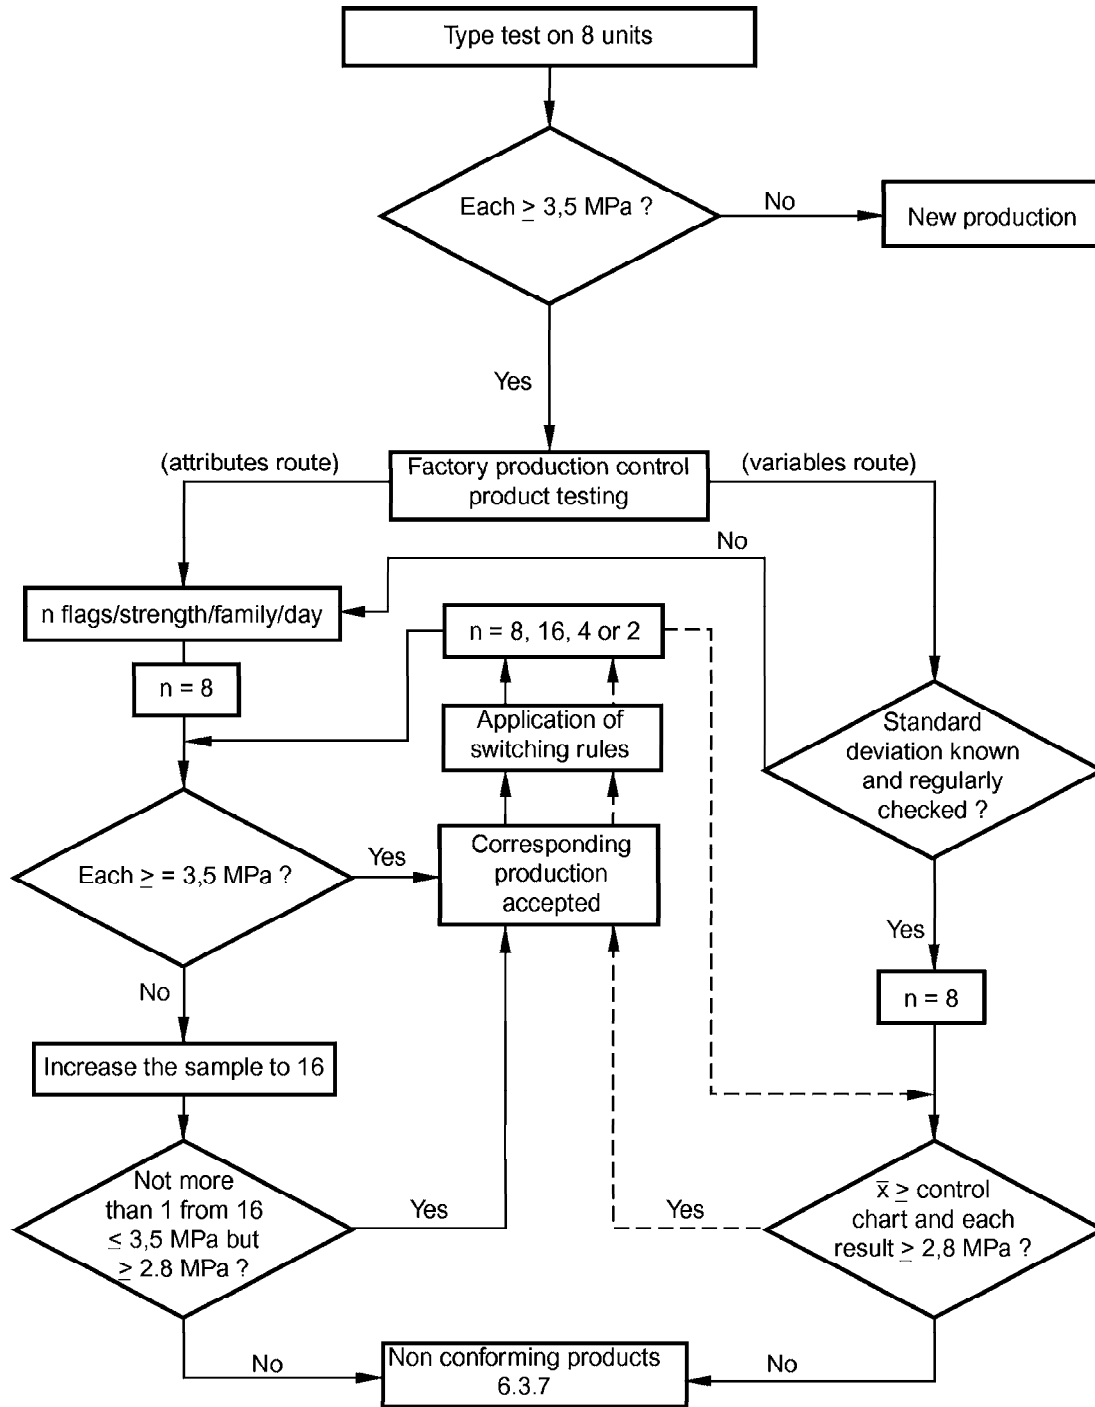 Type test on 8 units
Each ≥ 3,5 MPa ?
No
New production
Yes
(attributes route)
Factory production control
product testing
(variables route)
No
n flags/strength/family/day
n = 8, 16, 4 or 2
n = 8
Application of
switching rules
Standard
deviation known
and regularly
checked ?
Each ≥ = 3,5 MPa ?
Yes
Corresponding
production
accepted
Yes
No
n = 8
Increase the sample to 16
Not more
than 1 from 16
≤ 3,5 MPa but
≥ 2.8 MPa ?
Yes
Yes
x̅ ≥ control
chart and each
result ≥ 2,8 MPa ?
No
Non conforming products
6.3.7
No